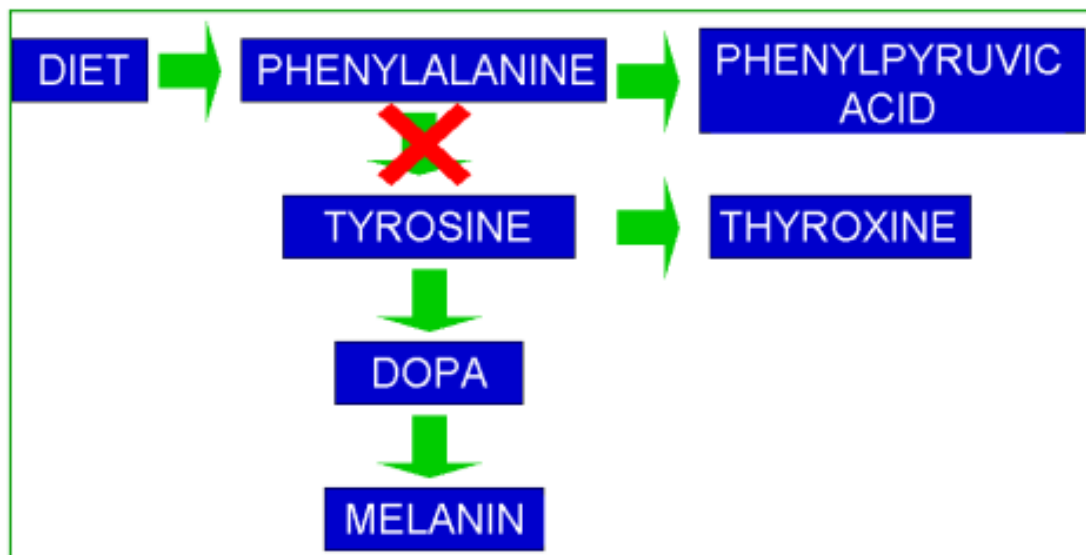 DIET
PHENYLALANINE
PHENYLPYRUVIC
ACID
TYROSINE
THYROXINE
DOPA
MELANIN